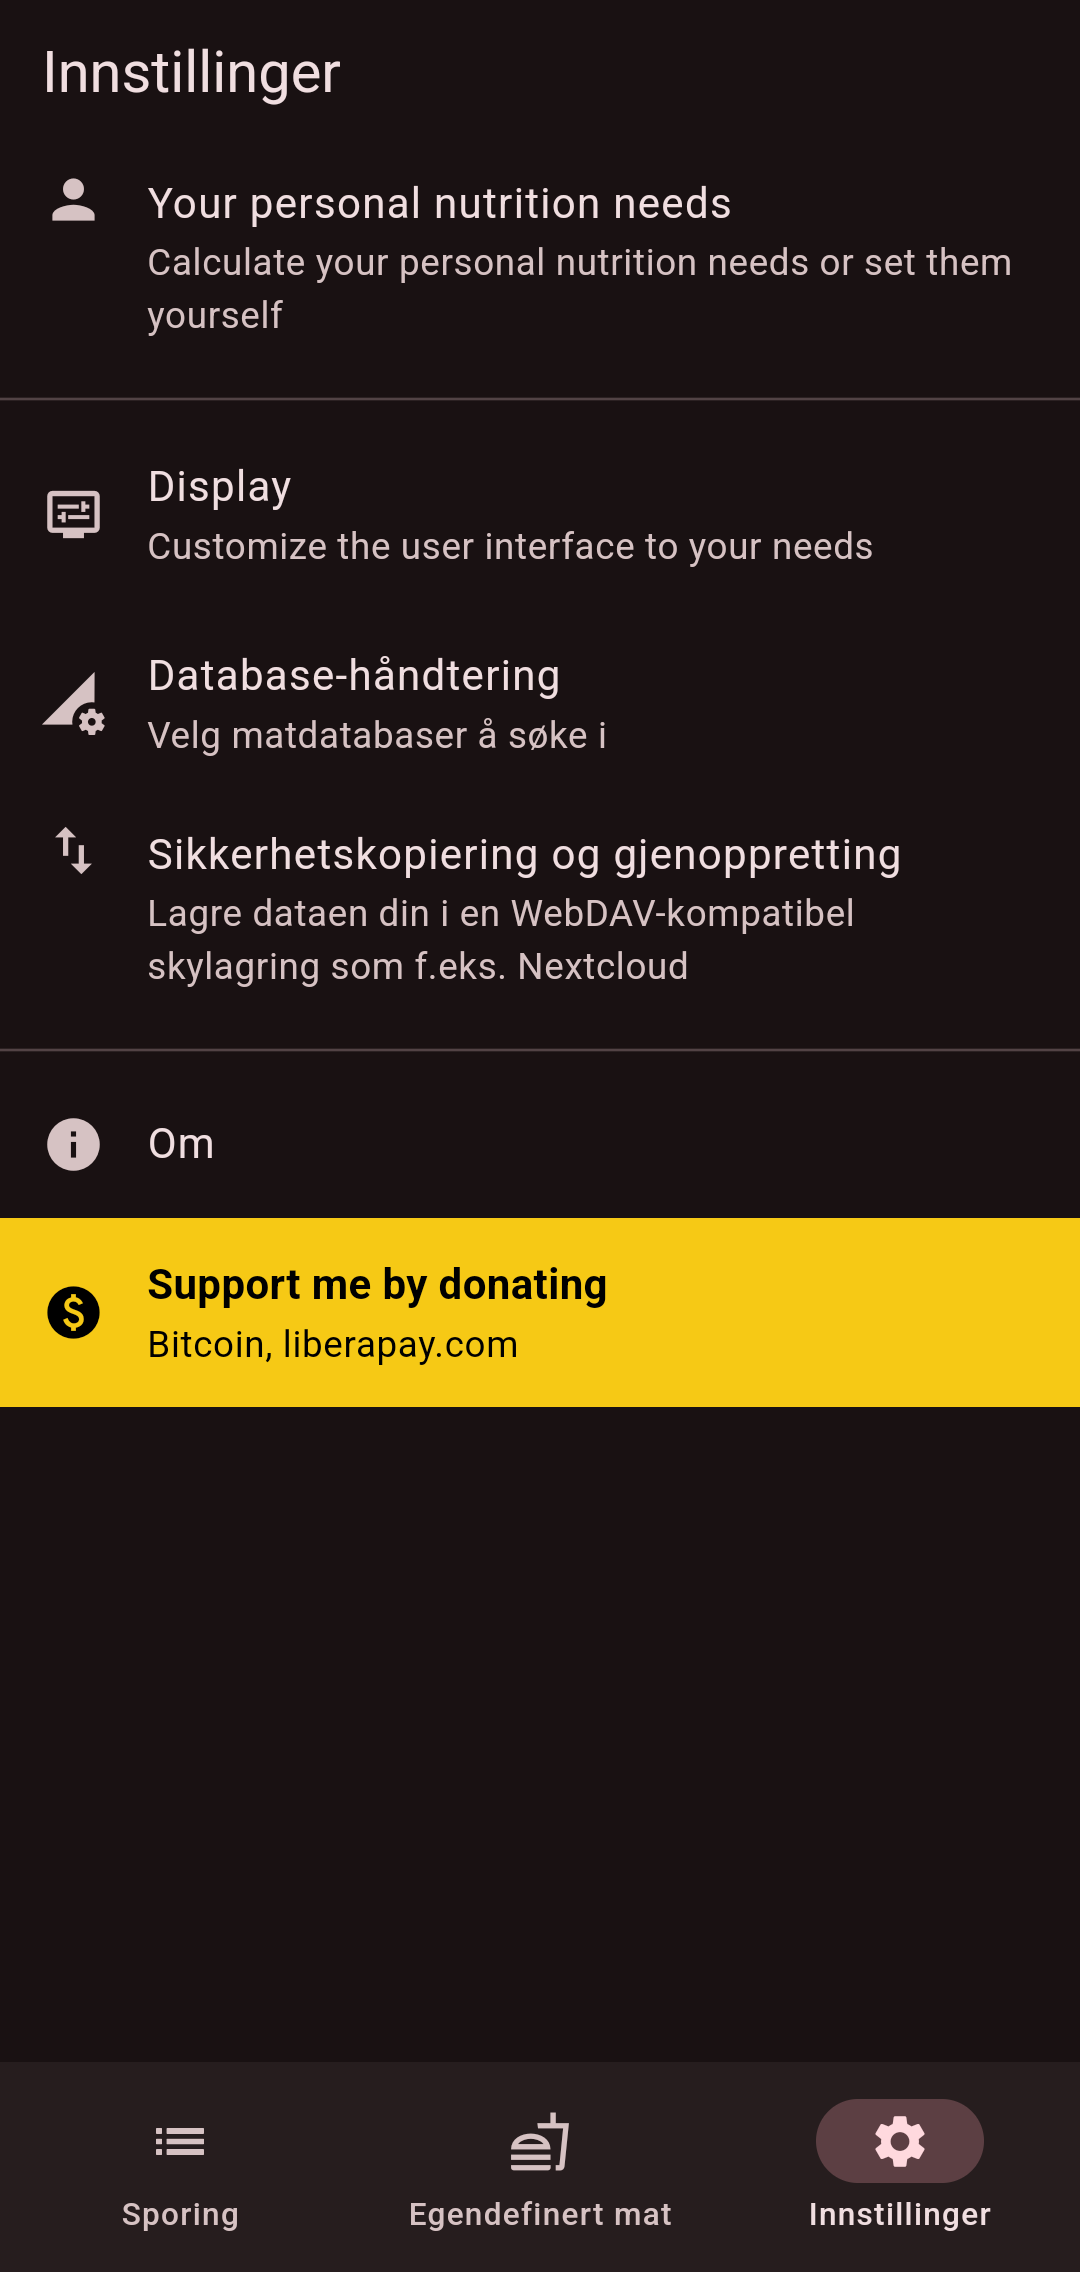 Innstillinger
Your personal nutrition needs
Calculate your personal nutrition needs or set them
yourself
Display
Customize the user interface to your needs
Database-håndtering
Velg matdatabaser å søke i
Sikkerhetskopiering og gjenoppretting
Lagre dataen din i en WebDAV-kompatibel
skylagring som f.eks. Nextcloud
Om
Support me by donating
Bitcoin, liberapay.com
Sporing
Egendefinert mat
Innstillinger